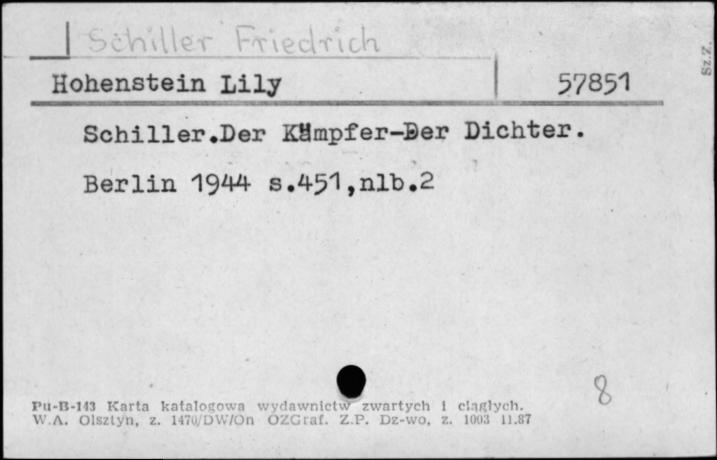 Schiller Friedrich
Sz.Z.
Hohenstein Lily 57851
Schiller.Der Kämpfer-Der Dichter.
Berlin 1944 s.451,nlb.2
8
Pu-B-143 Karta katalogowa wydawnictw zwartych i ciągłych.
W.A. Olsztyn, z. 1470/DW/On OZGraf. Z.P. Dz-wo, z. 1003 11.87